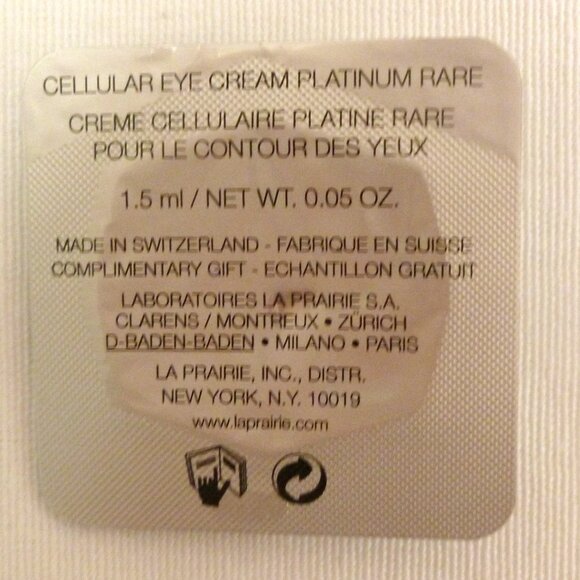 CELLULAR EYE CREAM PLATINUM RARE
CREME CELLULAIRE PLATINE RARE
POUR LE CONTOUR DES YEUX
1.5 ml / NET WT. 0.05 OZ.
MADE IN SWITZERLAND - FABRIQUE EN SUISSE
COMPLIMENTARY GIFT - ECHANTILLON GRATUIT
LABORATOIRES LA PRAIRIE S.A.
CLARENS / MONTREUX • ZÜRICH
D-BADEN-BADEN • MILANO • PARIS
LA PRAIRIE, INC., DISTR.
NEW YORK, N.Y. 10019
www.laprairie.com